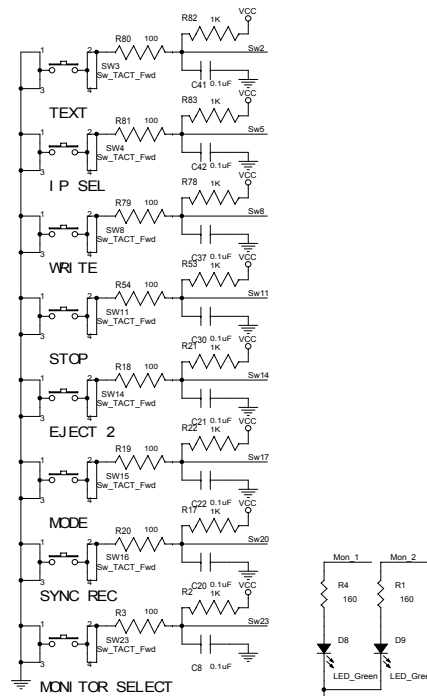 R82
VCC
R80 100 1K
1 2 Sw2
SW3
3 4 Sw_TACT_Fwd
C41 0.1uF
TEXT
R83 VCC
R81 100 1K
1 2 Sw5
SW4
3 4 Sw_TACT_Fwd
C42 0.1uF
I P SEL
R78 VCC
R79 100 1K
1 2 Sw8
SW8
3 4 Sw_TACT_Fwd
C37 0.1uF
WRITE
R53 VCC
R54 100 1K
1 2 Sw11
SW11
3 4 Sw_TACT_Fwd
C30 0.1uF
STOP
R21 VCC
R18 100 1K
1 2 Sw14
SW14
3 4 Sw_TACT_Fwd
C21 0.1uF
EJECT 2
R22 VCC
R19 100 1K
1 2 Sw17
SW15
3 4 Sw_TACT_Fwd
C22 0.1uF
MODE
R17 VCC
R20 100 1K
1 2 Sw20
SW16
3 4 Sw_TACT_Fwd
C20 0.1uF
SYNC REC
R2 VCC
R3 100 1K
1 2 Sw23
SW23
3 4 Sw_TACT_Fwd
C8 0.1uF
MONITOR SELECT
Mon_1 Mon_2
R4 R1
160 160
D8 D9
LED_Green LED_Green